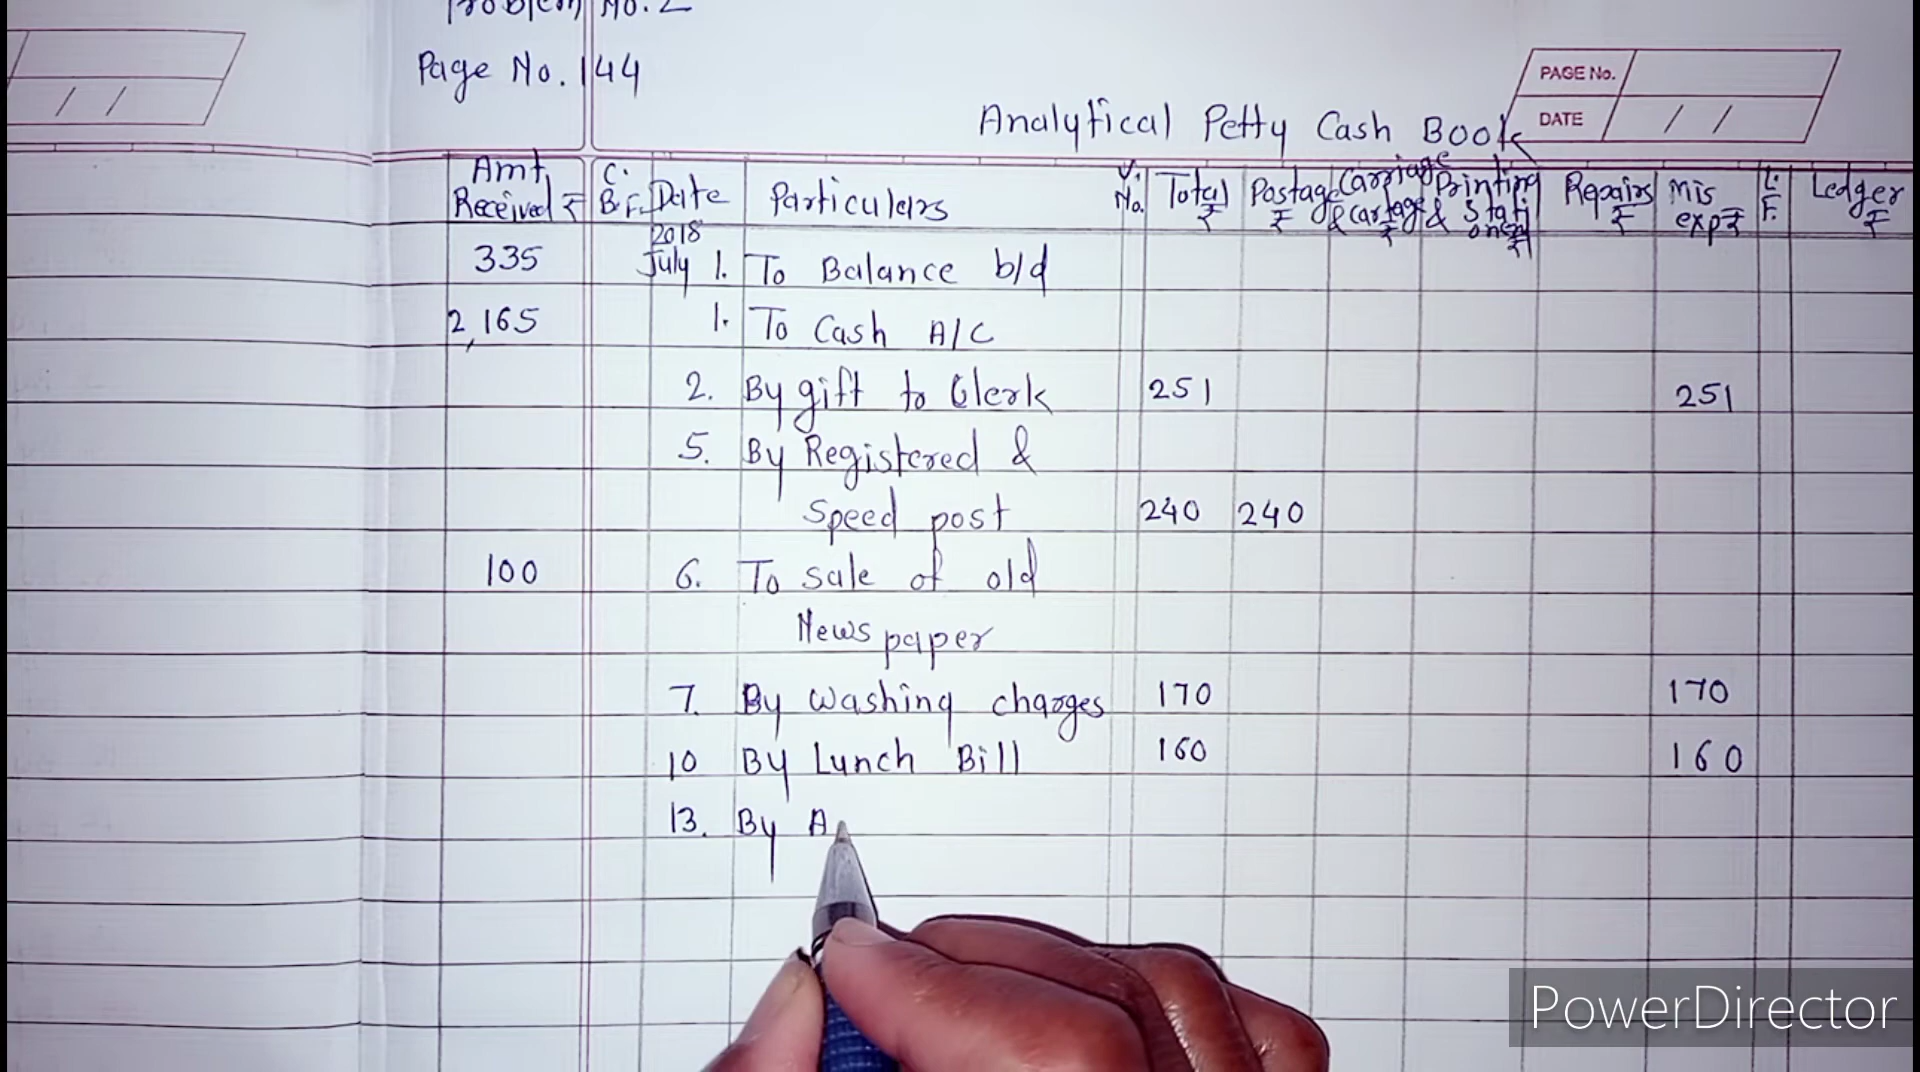 Problem No. 2
Page No. 144
PAGE No.
DATE / /
/ /
Analytical Petty Cash Book
Amt Received ₹ C.B.F. Date Particulars V. No. Total ₹ Postage ₹ Carriage & Cartage ₹ Printing & Stationery ₹ Repairs ₹ Mis exp ₹ L.F. Ledger ₹
2018
335 July 1. To Balance b/d
2,165 1. To Cash A/C
2. By gift to Clerk 251 251
5. By Registered &
Speed post 240 240
100 6. To Sale of old
News paper
7. By Washing charges 170 170
10 By Lunch Bill 160 160
13. By A
PowerDirector